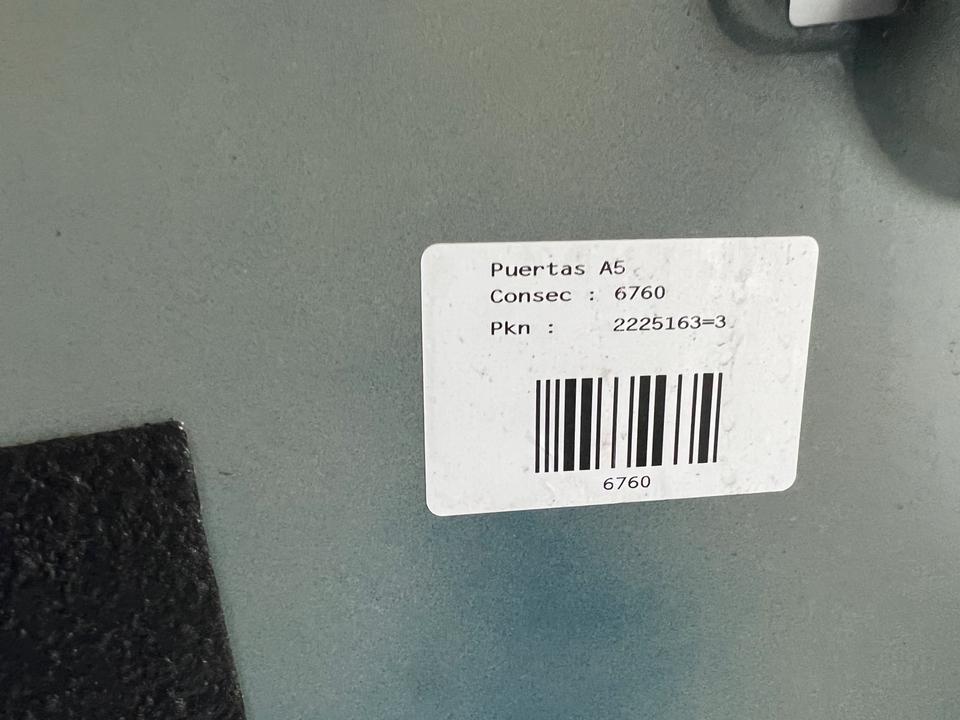 Puertas A5
Consec : 6760
Pkn : 2225163=3
6760